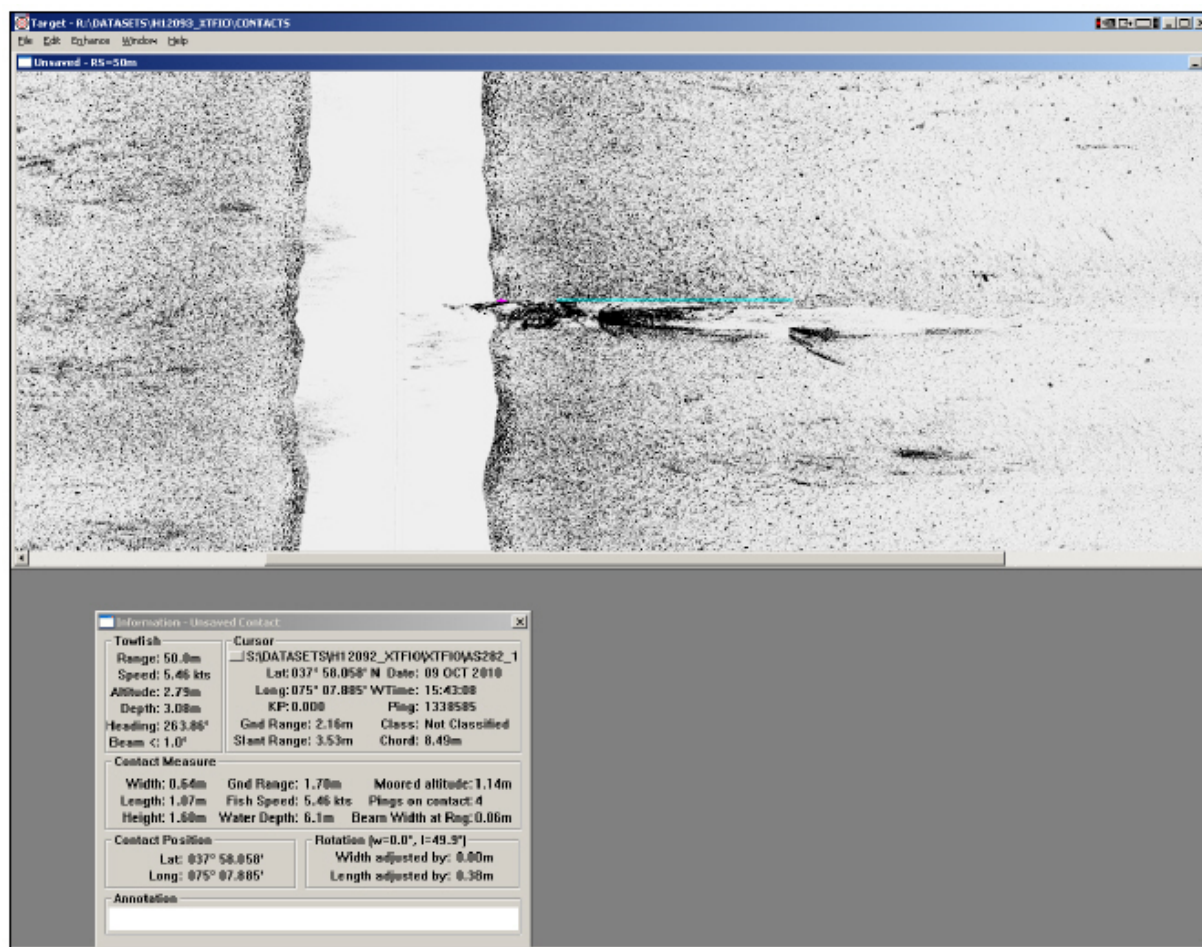 Target - R:\DATASETS\H12093_XTFIO\CONTACTS
File Edit Enhance Window Help
Unsaved - RS=50m
Information - Unsaved Contact
Towfish
Range: 50.0m
Speed: 5.46 kts
Altitude: 2.79m
Depth: 3.08m
Heading: 263.86°
Beam <: 1.0°
Cursor
S:\DATASETS\H12092_XTFIO\XTFIO\AS282_1
Lat: 037° 58.058' N Date: 09 OCT 2010
Long: 075° 07.885' W Time: 15:43:08
KP: 0.000 Ping: 1338585
Gnd Range: 2.16m Class: Not Classified
Slant Range: 3.53m Chord: 8.49m
Contact Measure
Width: 0.64m Gnd Range: 1.70m Moored altitude: 1.14m
Length: 1.07m Fish Speed: 5.46 kts Pings on contact: 4
Height: 1.60m Water Depth: 6.1m Beam Width at Rng: 0.06m
Contact Position
Lat: 037° 58.058'
Long: 075° 07.885'
Rotation (w=0.0°, l=49.9°)
Width adjusted by: 0.00m
Length adjusted by: 0.38m
Annotation